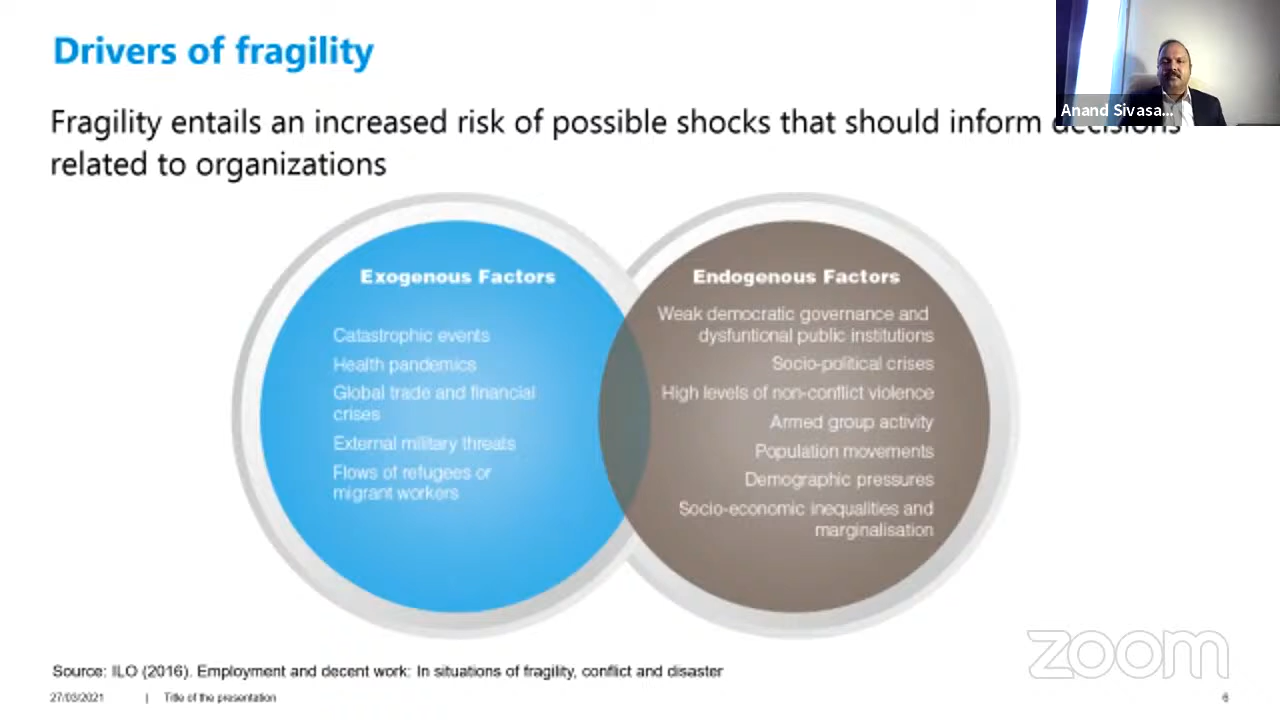 Drivers of fragility
Anand Sivasa...
Fragility entails an increased risk of possible shocks that should inform decisions
related to organizations
Exogenous Factors
Catastrophic events
Health pandemics
Global trade and financial
crises
External military threats
Flows of refugees or
migrant workers
Endogenous Factors
Weak democratic governance and
dysfuntional public institutions
Socio-political crises
High levels of non-conflict violence
Armed group activity
Population movements
Demographic pressures
Socio-economic inequalities and
marginalisation
zoom
Source: ILO (2016). Employment and decent work: In situations of fragility, conflict and disaster
27/03/2021 | Title of the presentation 6